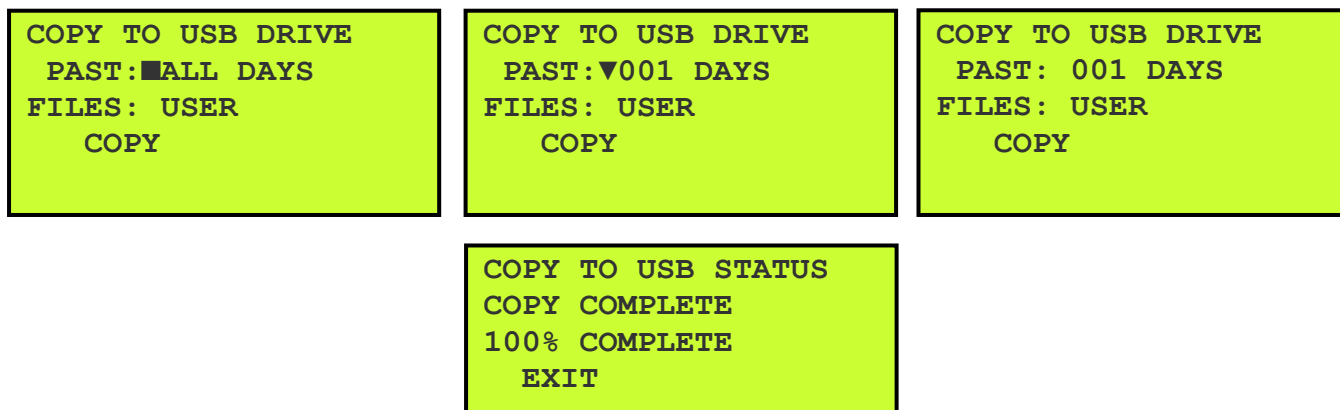 COPY TO USB DRIVE
PAST:■ALL DAYS
FILES: USER
COPY
COPY TO USB DRIVE
PAST:▼001 DAYS
FILES: USER
COPY
COPY TO USB DRIVE
PAST: 001 DAYS
FILES: USER
COPY
COPY TO USB STATUS
COPY COMPLETE
100% COMPLETE
EXIT